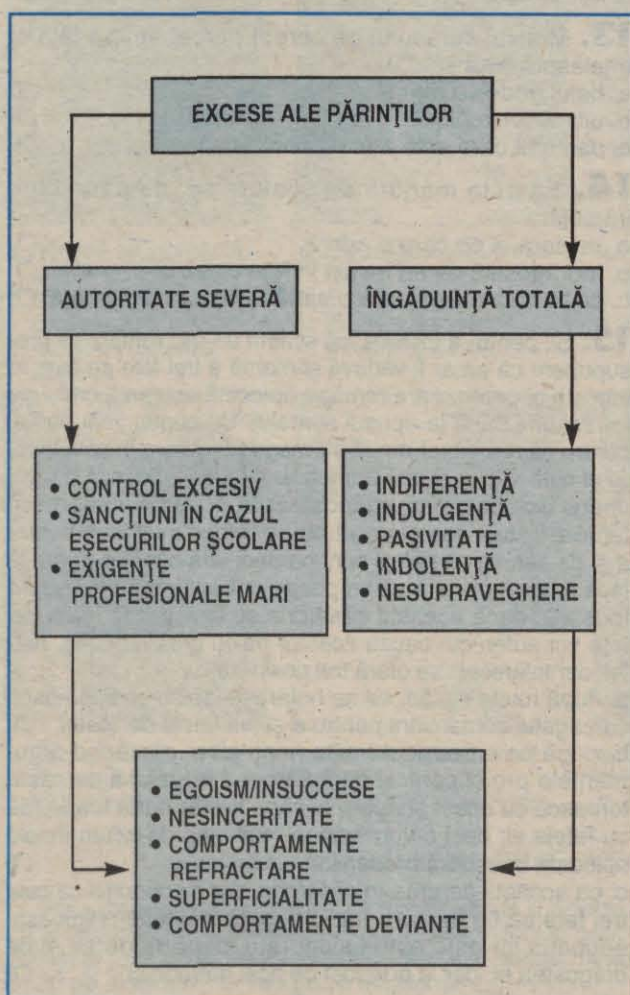 EXCESE ALE PĂRINŢILOR
AUTORITATE SEVERĂ
ÎNGĂDUINŢĂ TOTALĂ
• CONTROL EXCESIV
• SANCŢIUNI ÎN CAZUL
EŞECURILOR ŞCOLARE
• EXIGENŢE
PROFESIONALE MARI
• INDIFERENŢĂ
• INDULGENŢĂ
• PASIVITATE
• INDOLENŢĂ
• NESUPRAVEGHERE
• EGOISM/INSUCCESE
• NESINCERITATE
• COMPORTAMENTE
REFRACTARE
• SUPERFICIALITATE
• COMPORTAMENTE DEVIANTE